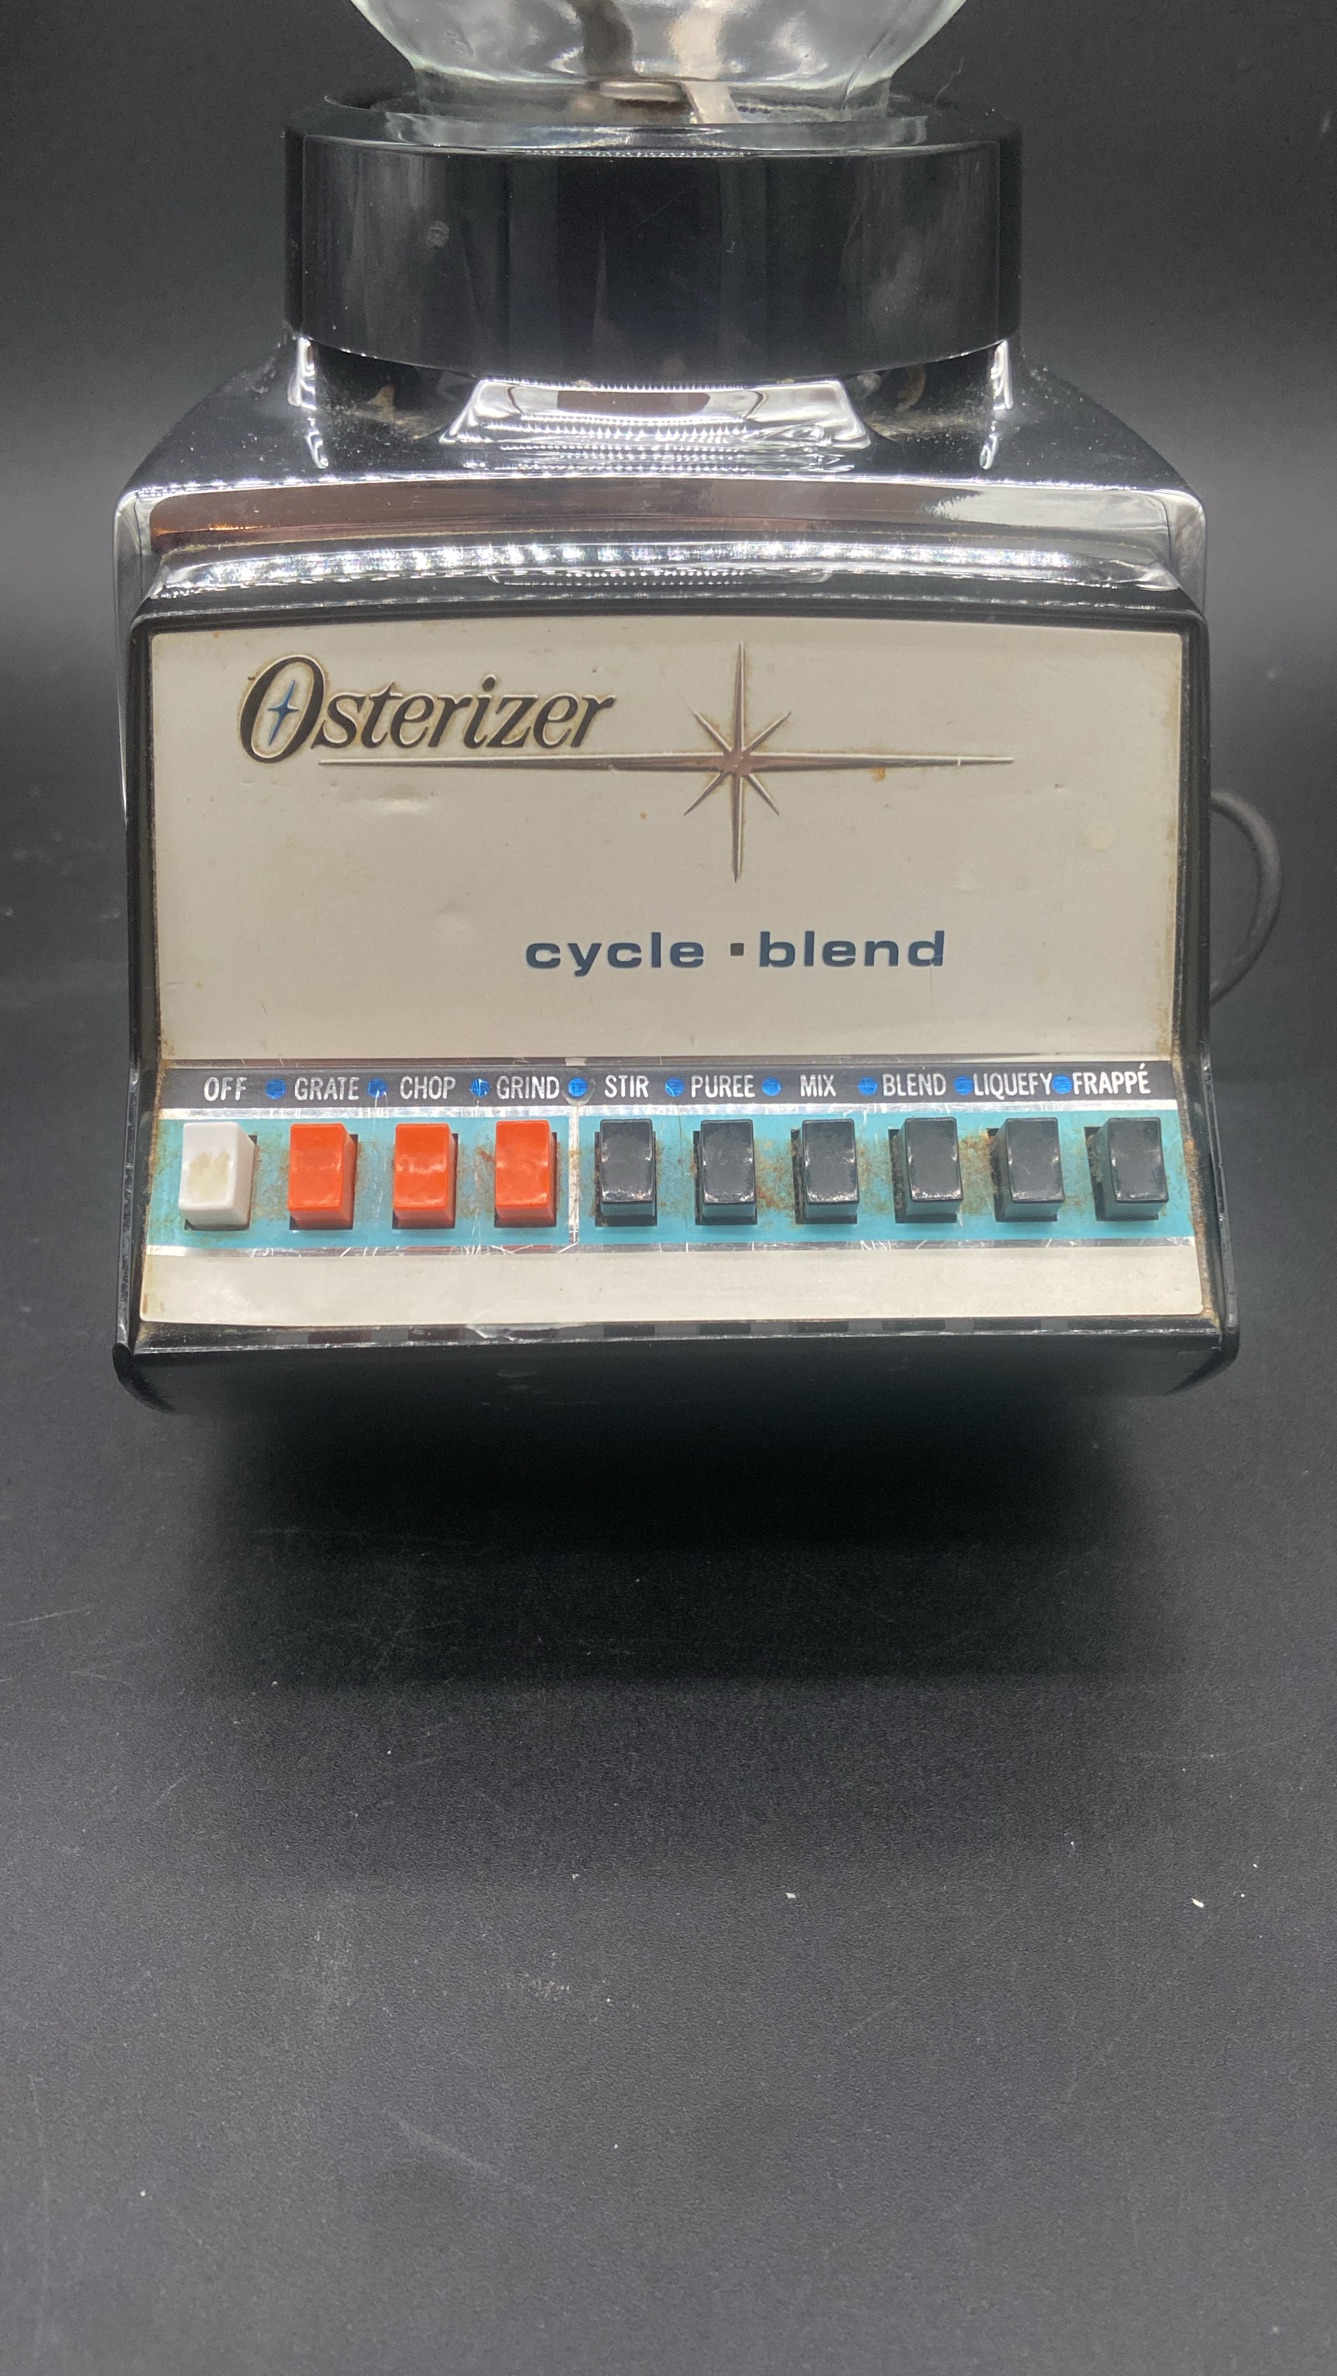 Osterizer
cycle · blend
OFF • GRATE • CHOP • GRIND • STIR • PUREE • MIX • BLEND • LIQUEFY • FRAPPÉ